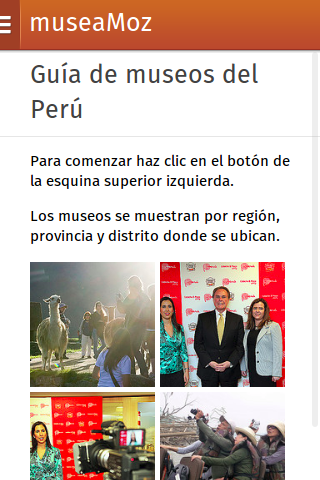 museaMoz
Guía de museos del
Perú
Para comenzar haz clic en el botón de
la esquina superior izquierda.
Los museos se muestran por región,
provincia y distrito donde se ubican.